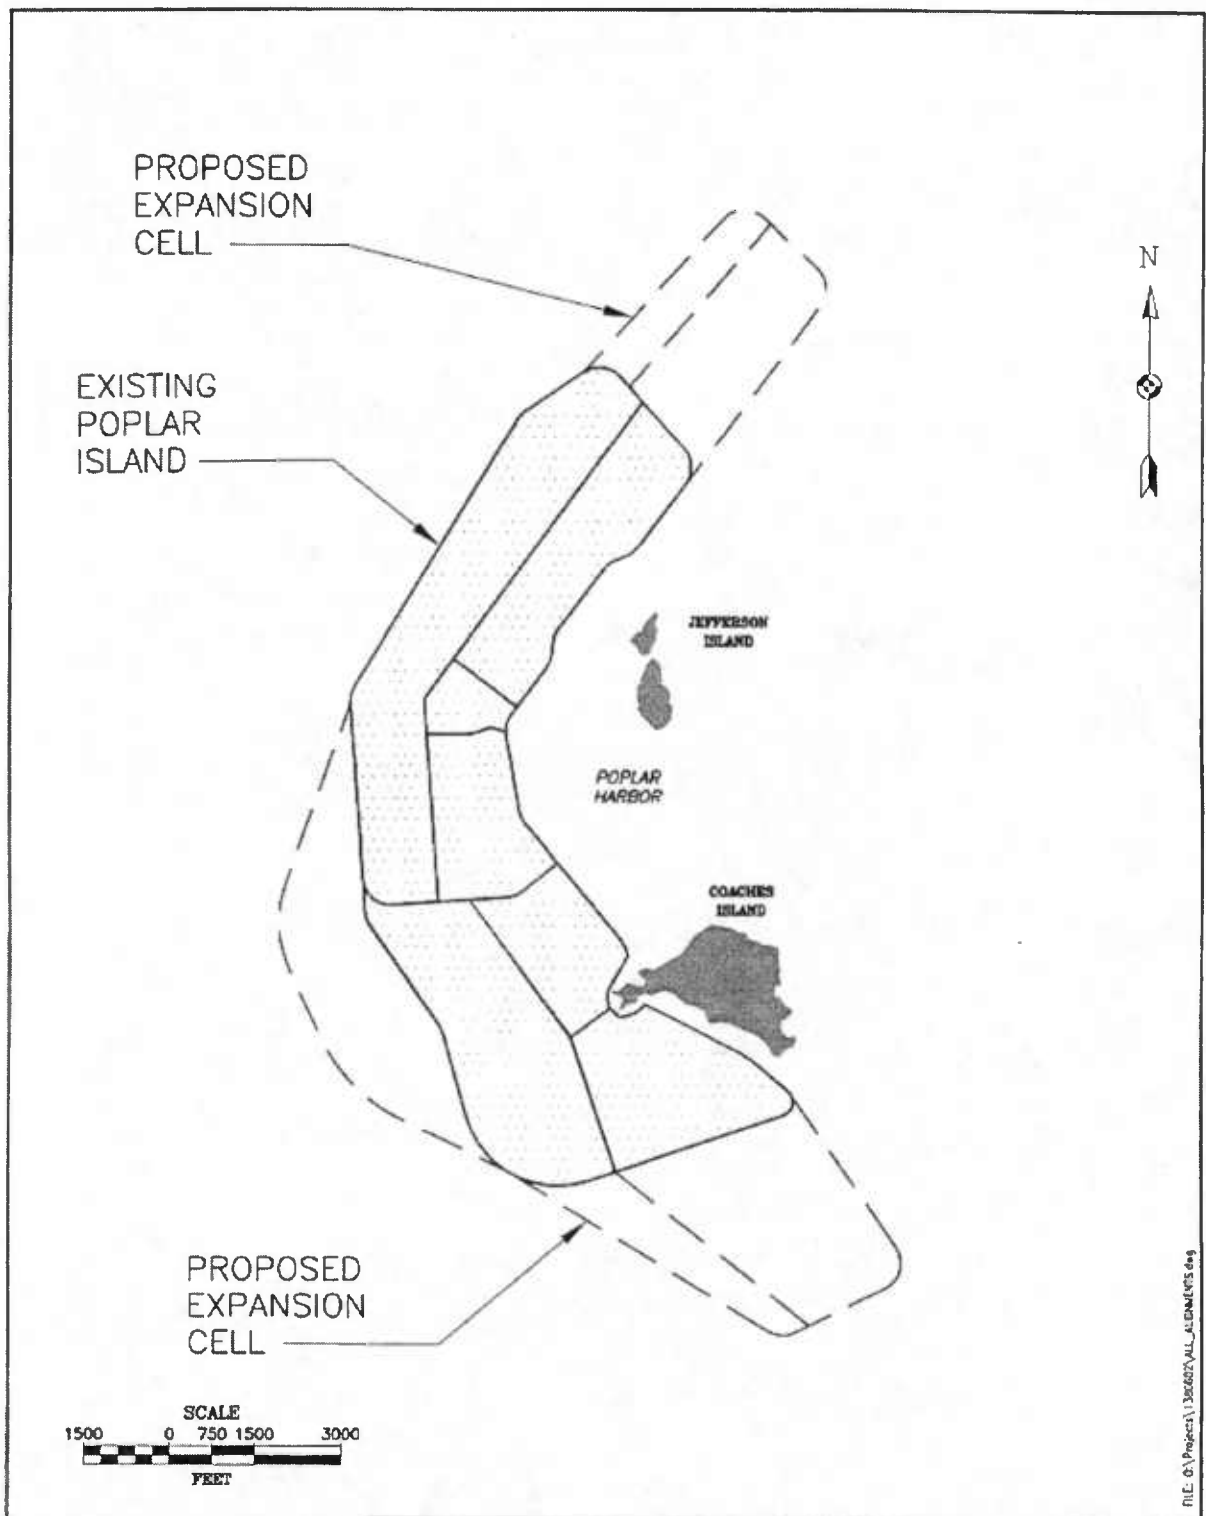 PROPOSED
EXPANSION
CELL
N
EXISTING
POPLAR
ISLAND
JEFFERSON
ISLAND
POPLAR
HARBOR
COACHES
ISLAND
PROPOSED
EXPANSION
CELL
SCALE
1500 0 750 1500 3000
FEET